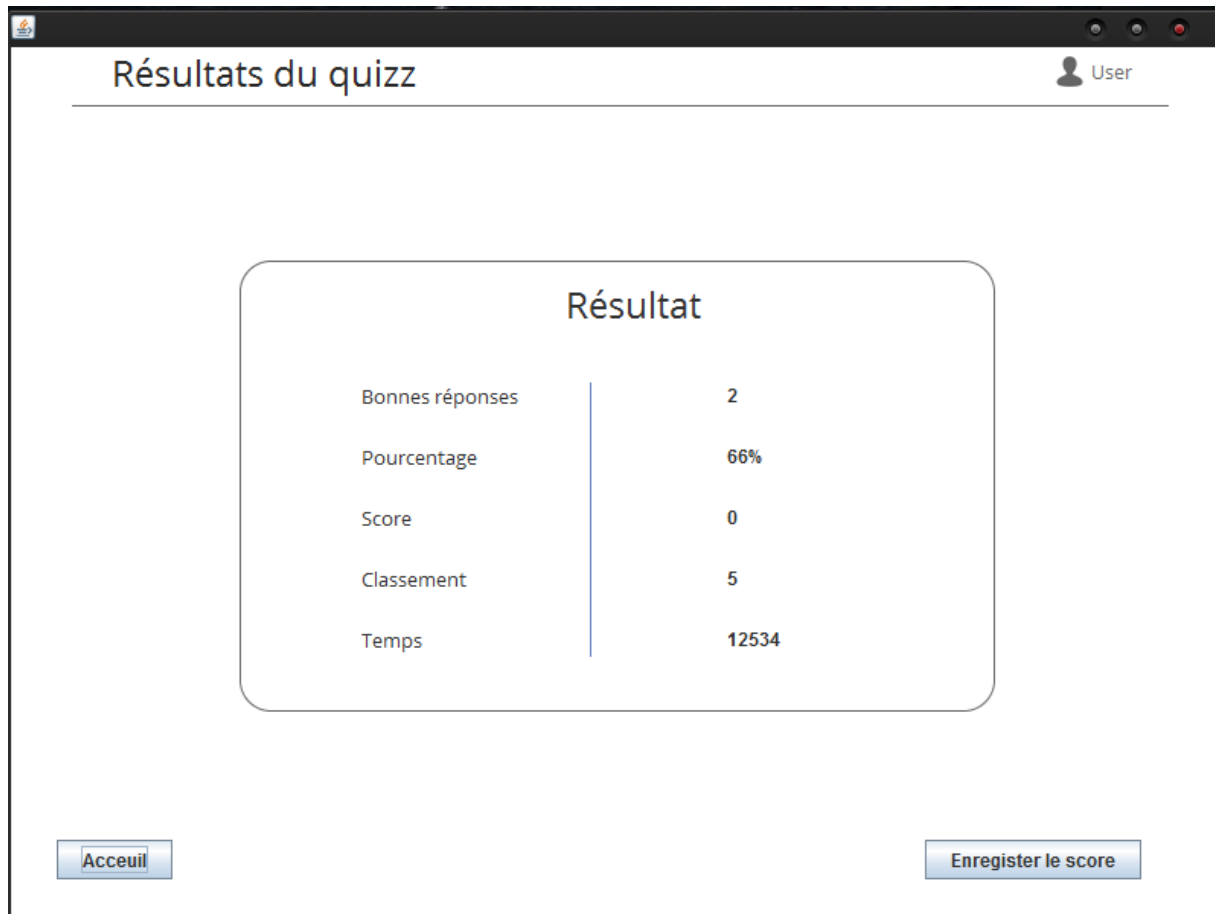 Résultats du quizz
User
Résultat
Bonnes réponses 2
Pourcentage 66%
Score 0
Classement 5
Temps 12534
Acceuil
Enregister le score